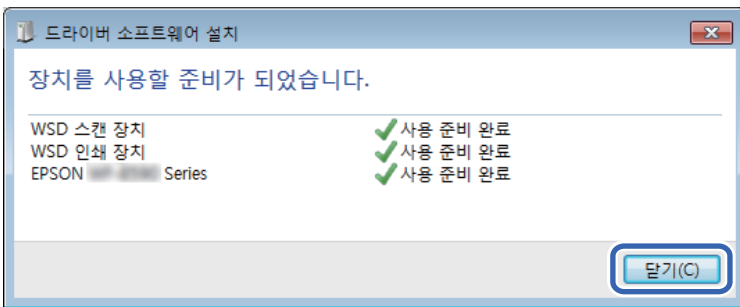 드라이버 소프트웨어 설치
장치를 사용할 준비가 되었습니다.
WSD 스캔 장치 사용 준비 완료
WSD 인쇄 장치 사용 준비 완료
EPSON Series 사용 준비 완료
닫기(C)